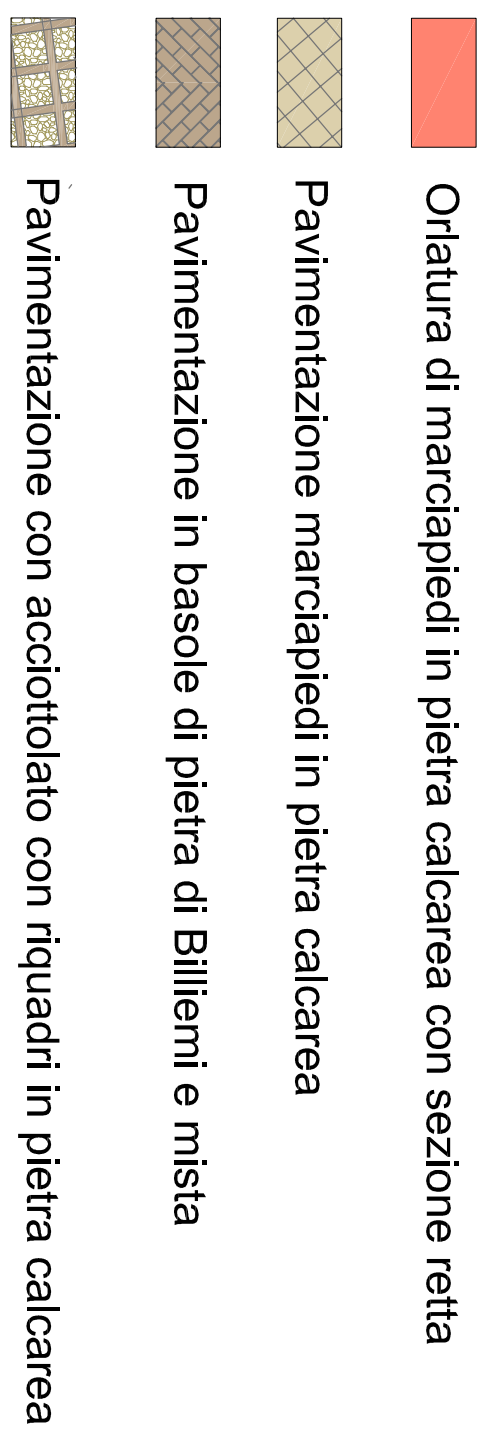 Orlatura di marciapiedi in pietra calcarea con sezione retta
Pavimentazione marciapiedi in pietra calcarea
Pavimentazione in basole di pietra di Billiemi e mista
Pavimentazione con acciottolato con riquadri in pietra calcarea